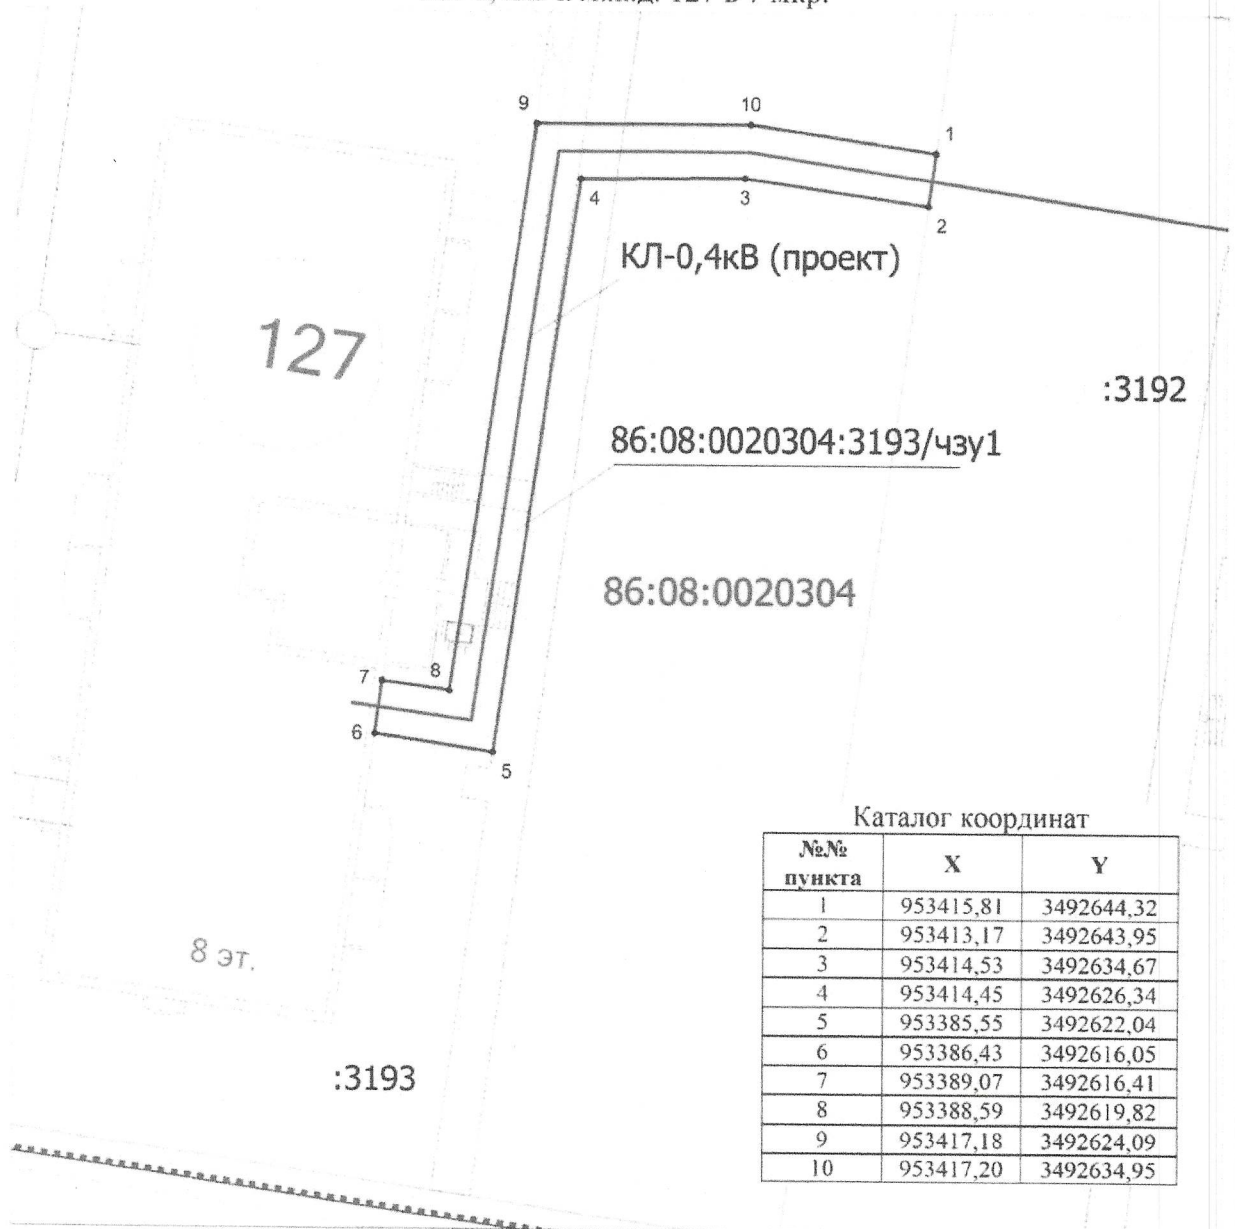 127 в 7 мкр.
9
10
1
4
3
2
КЛ-0,4кВ (проект)
127
:3192
86:08:0020304:3193/чзу1
86:08:0020304
7
8
6
5
Каталог координат
№№ пункта X Y
1 953415,81 3492644,32
2 953413,17 3492643,95
3 953414,53 3492634,67
4 953414,45 3492626,34
5 953385,55 3492622,04
6 953386,43 3492616,05
7 953389,07 3492616,41
8 953388,59 3492619,82
9 953417,18 3492624,09
10 953417,20 3492634,95
8 эт.
:3193